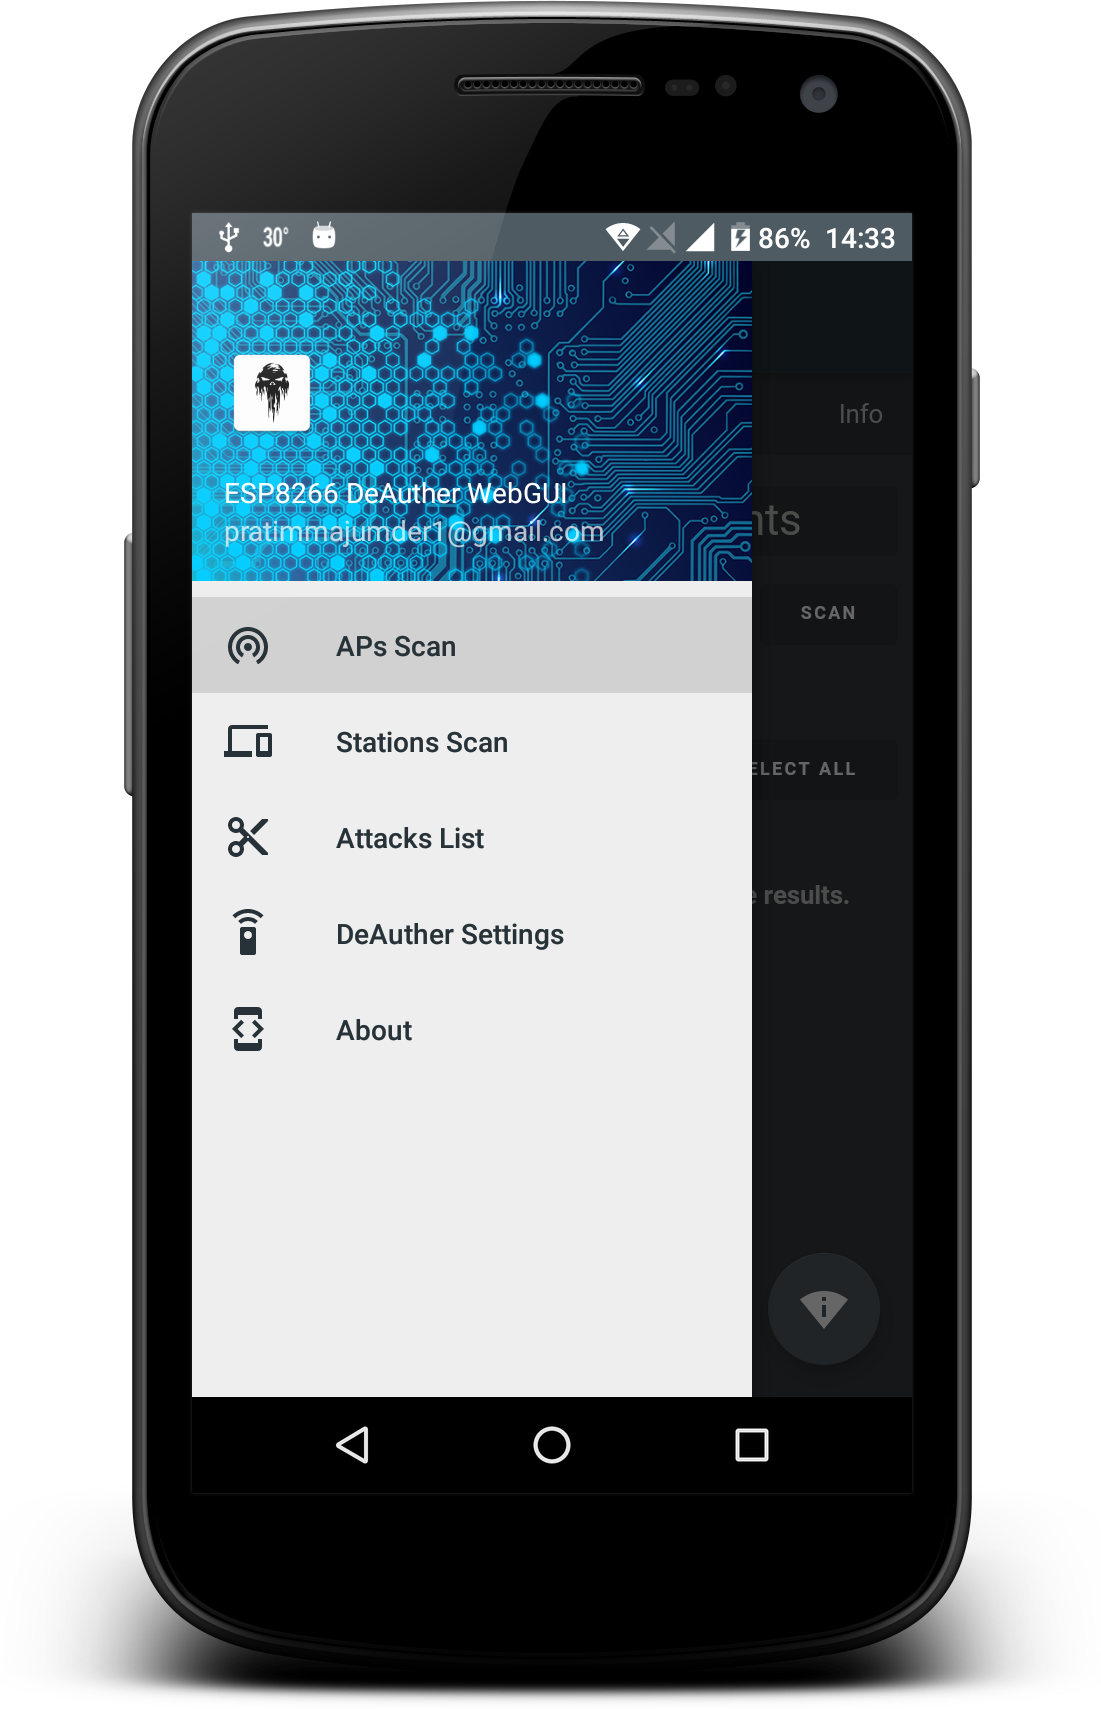 30°
86% 14:33
ESP8266 DeAuther WebGUI
pratimmajumder1@gmail.com
Info
nts
SCAN
ELECT ALL
e results.
APs Scan
Stations Scan
Attacks List
DeAuther Settings
About